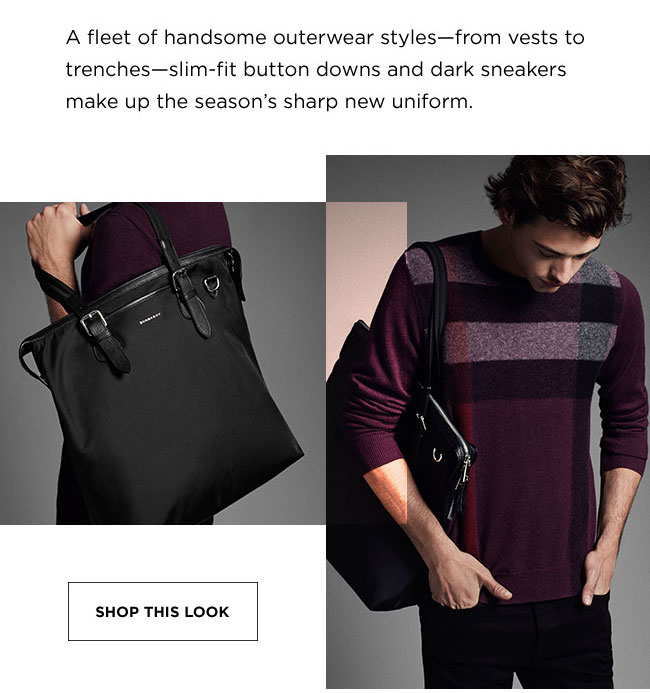 A fleet of handsome outerwear styles—from vests to
trenches—slim-fit button downs and dark sneakers
make up the season’s sharp new uniform.
BURBERRY
SHOP THIS LOOK